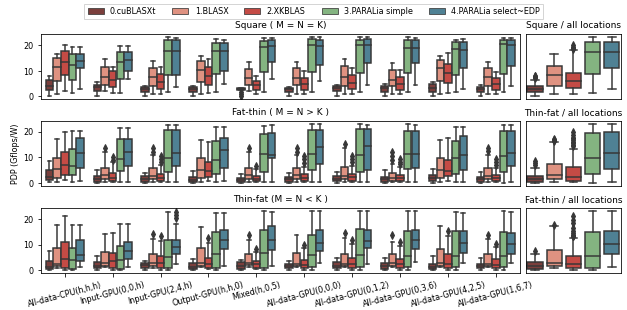 0.cuBLASXt 1.BLASX 2.XKBLAS 3.PARALia simple 4.PARALia select~EDP
Square ( M = N = K) Square / all locations
20
10
0
Fat-thin ( M = N > K ) Thin-fat / all locations
PDP (Gflops/W)
20
10
0
Thin-fat ( M = N < K ) Fat-thin / all locations
20
10
0
All-data-CPU(h,h,h) Input-GPU(0,0,h) Input-GPU(2,4,h) Output-GPU(h,h,0) Mixed(h,0,5) All-data-GPU(0,0,0) All-data-GPU(0,1,2) All-data-GPU(0,3,6) All-data-GPU(4,2,5) All-data-GPU(1,6,7)